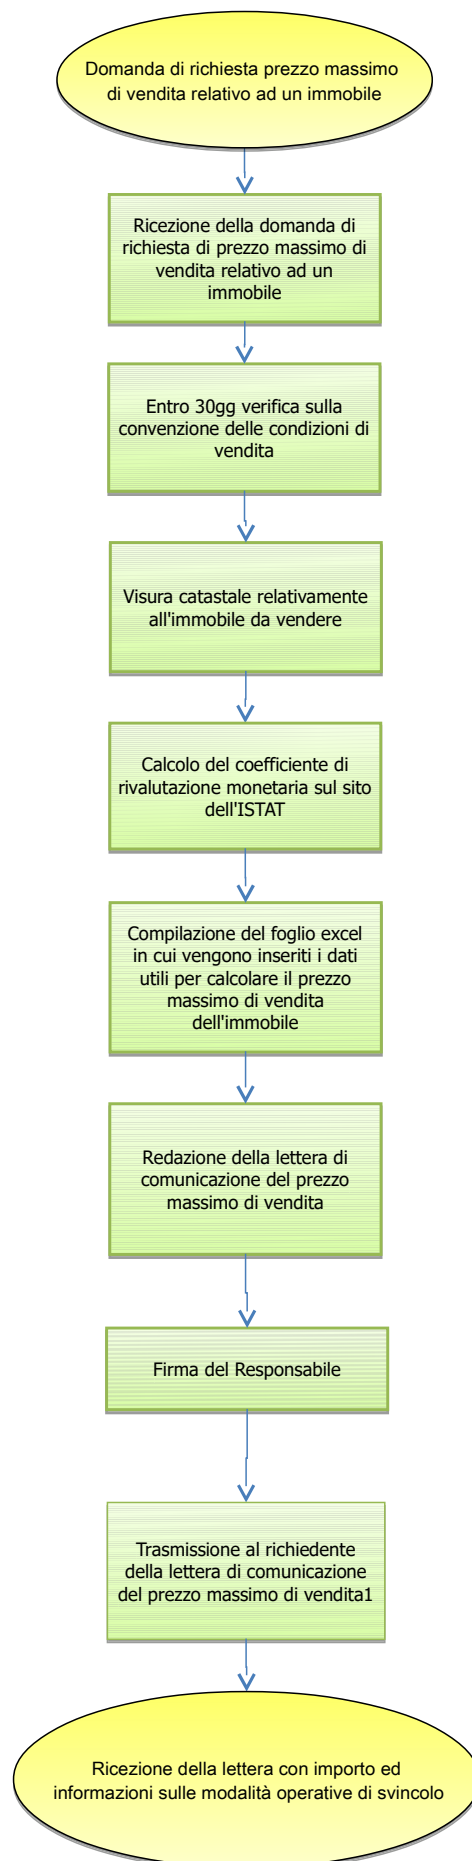 Domanda di richiesta prezzo massimo
di vendita relativo ad un immobile
Ricezione della domanda di
richiesta di prezzo massimo di
vendita relativo ad un
immobile
Entro 30gg verifica sulla
convenzione delle condizioni di
vendita
Visura catastale relativamente
all'immobile da vendere
Calcolo del coefficiente di
rivalutazione monetaria sul sito
dell'ISTAT
Compilazione del foglio excel
in cui vengono inseriti i dati
utili per calcolare il prezzo
massimo di vendita
dell'immobile
Redazione della lettera di
comunicazione del prezzo
massimo di vendita
Firma del Responsabile
Trasmissione al richiedente
della lettera di comunicazione
del prezzo massimo di vendita1
Ricezione della lettera con importo ed
informazioni sulle modalità operative di svincolo